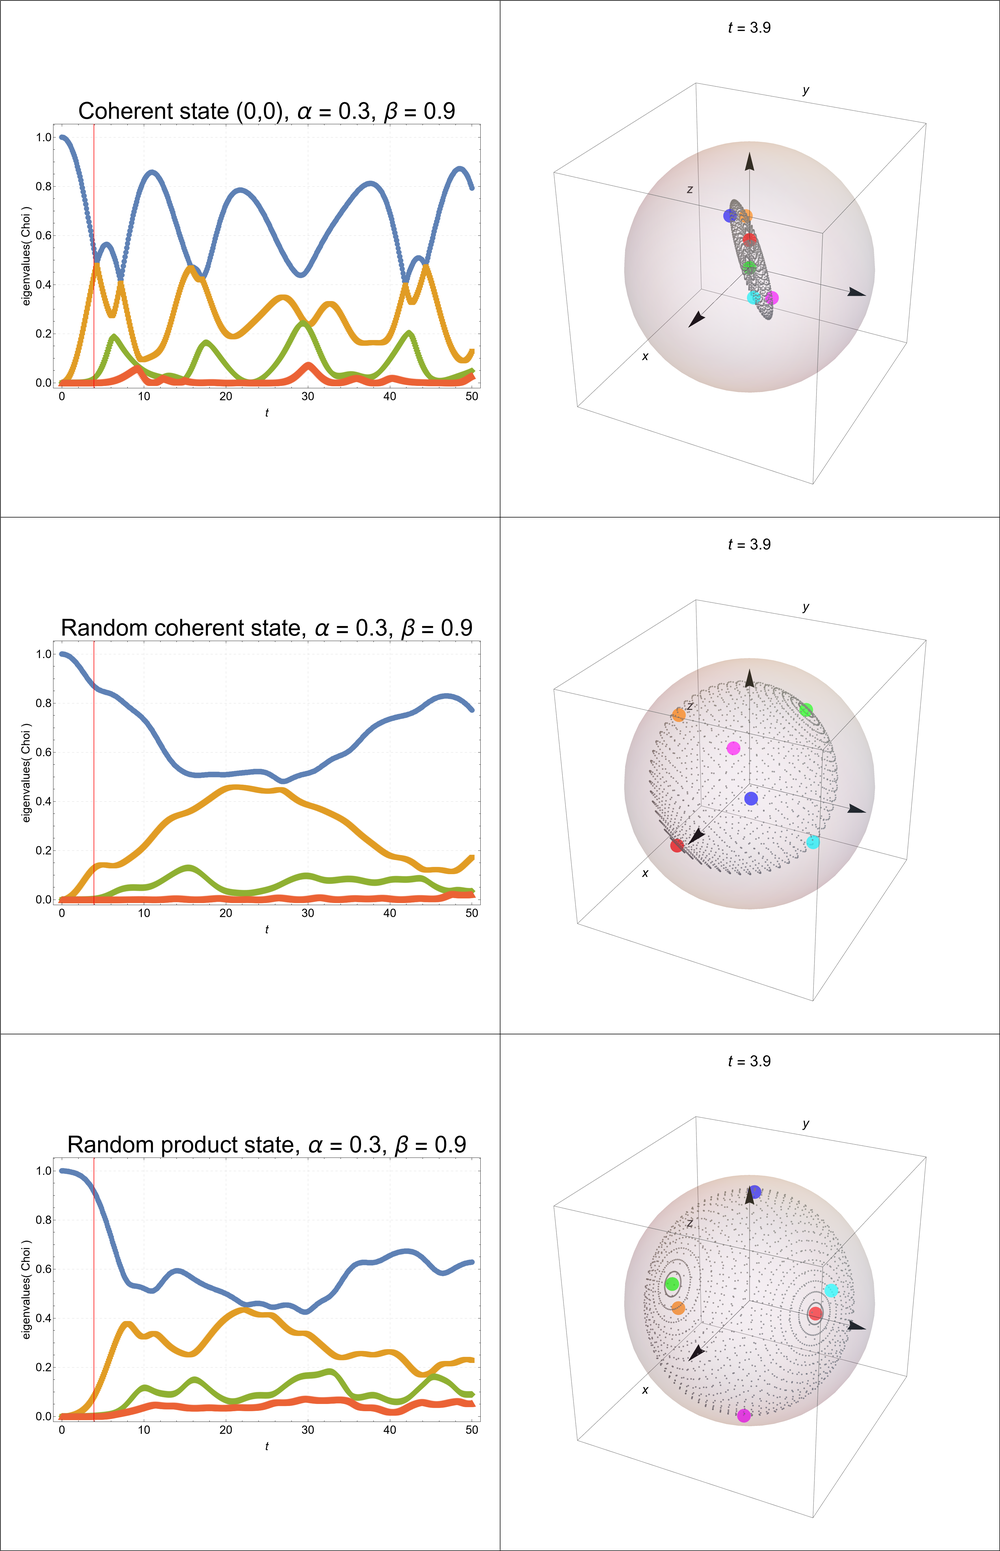 t = 3.9
y
Coherent state (0,0), α = 0.3, β = 0.9
1.0
0.8
z
0.6
eigenvalues( Choi )
0.4
0.2
x
0.0
0 10 20 30 40 50
t
t = 3.9
y
Random coherent state, α = 0.3, β = 0.9
1.0
0.8
z
0.6
eigenvalues( Choi )
0.4
0.2
x
0.0
0 10 20 30 40 50
t
t = 3.9
y
Random product state, α = 0.3, β = 0.9
1.0
0.8
z
0.6
eigenvalues( Choi )
0.4
0.2
x
0.0
0 10 20 30 40 50
t